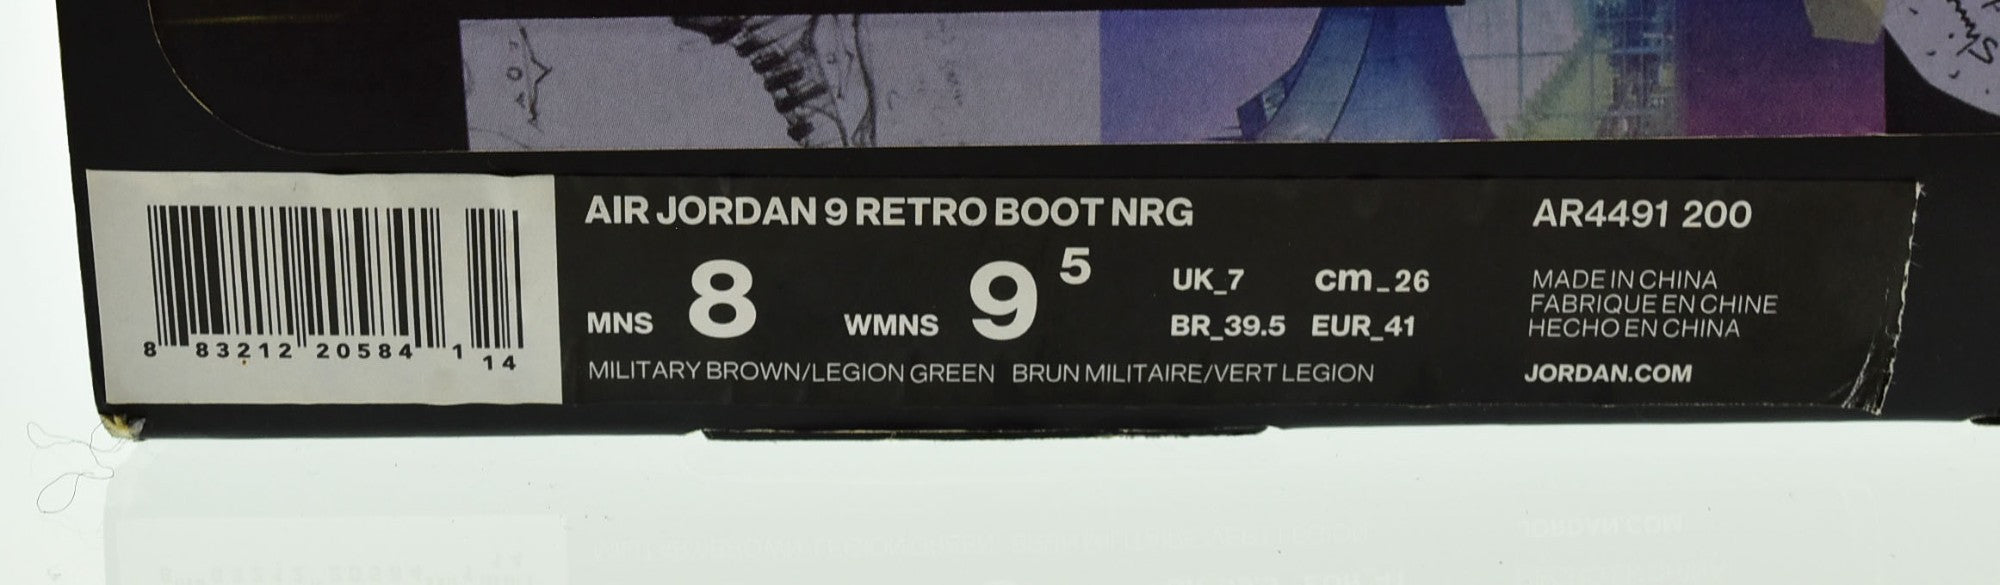 AIR JORDAN 9 RETRO BOOT NRG
AR4491 200
MNS 8 WMNS 9 5
UK_7 cm_26
BR_39.5 EUR_41
MILITARY BROWN/LEGION GREEN BRUN MILITAIRE/VERT LEGION
MADE IN CHINA
FABRIQUE EN CHINE
HECHO EN CHINA
JORDAN.COM
8 83212 20584 1
14